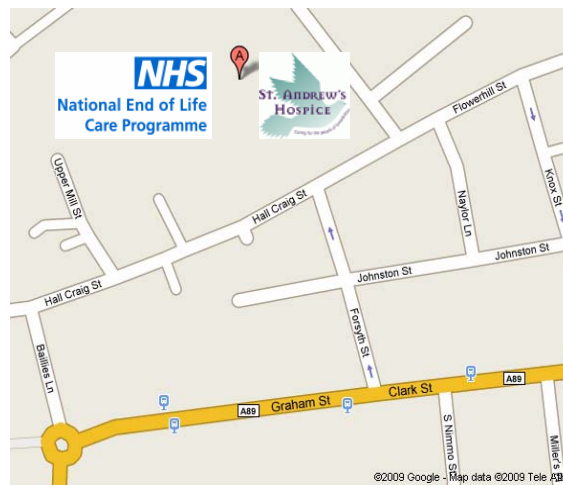 NHS
National End of Life
Care Programme
A
ST. ANDREW'S
HOSPICE
Flowerhill St
Knox St
Naylor Ln
Upper Mill St
Hall Craig St
Johnston St
Johnston St
Hall Craig St
Forsyth St
Baillies Ln
A89
Clark St
Graham St
A89
S Nimmo St
Miller's
©2009 Google - Map data ©2009 Tele